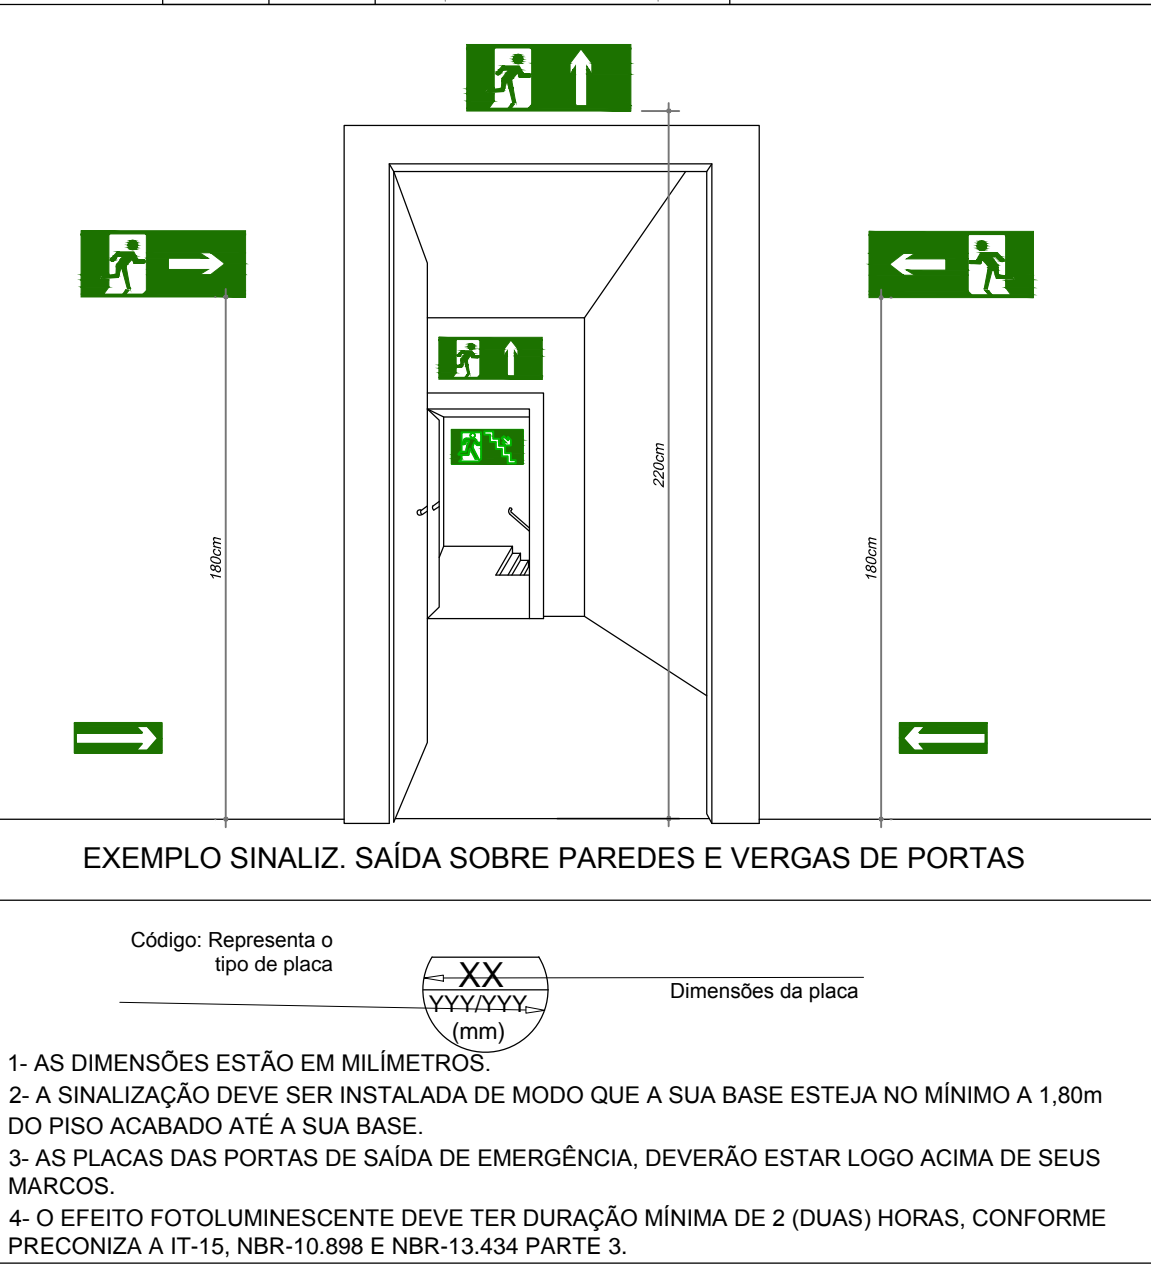 220cm
180cm
180cm
EXEMPLO SINALIZ. SAÍDA SOBRE PAREDES E VERGAS DE PORTAS
Código: Representa o
tipo de placa
XX
YYY/YYY
(mm)
Dimensões da placa
1- AS DIMENSÕES ESTÃO EM MILÍMETROS.
2- A SINALIZAÇÃO DEVE SER INSTALADA DE MODO QUE A SUA BASE ESTEJA NO MÍNIMO A 1,80m
DO PISO ACABADO ATÉ A SUA BASE.
3- AS PLACAS DAS PORTAS DE SAÍDA DE EMERGÊNCIA, DEVERÃO ESTAR LOGO ACIMA DE SEUS
MARCOS.
4- O EFEITO FOTOLUMINESCENTE DEVE TER DURAÇÃO MÍNIMA DE 2 (DUAS) HORAS, CONFORME
PRECONIZA A IT-15, NBR-10.898 E NBR-13.434 PARTE 3.